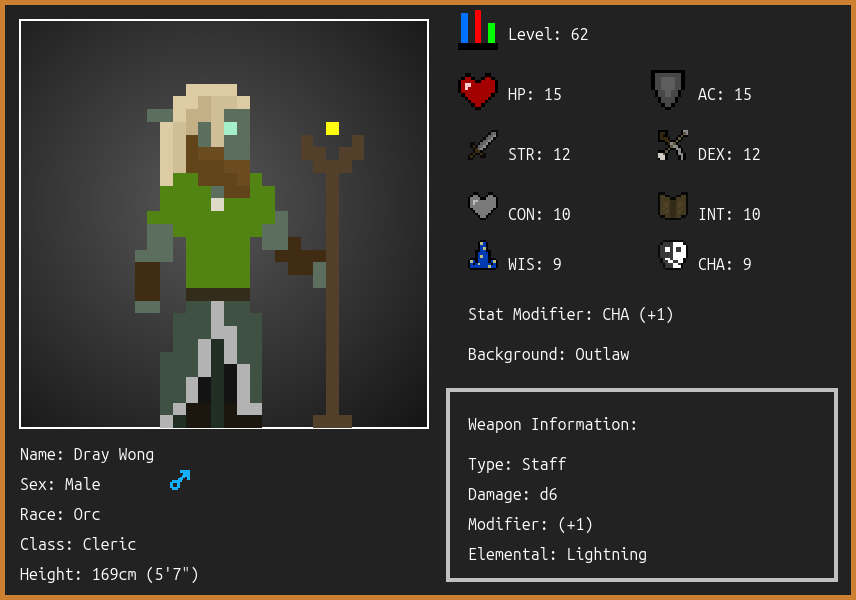 Level: 62
HP: 15
AC: 15
STR: 12
DEX: 12
CON: 10
INT: 10
WIS: 9
CHA: 9
Stat Modifier: CHA (+1)
Background: Outlaw
Weapon Information:
Type: Staff
Damage: d6
Modifier: (+1)
Elemental: Lightning
Name: Dray Wong
Sex: Male
Race: Orc
Class: Cleric
Height: 169cm (5'7")